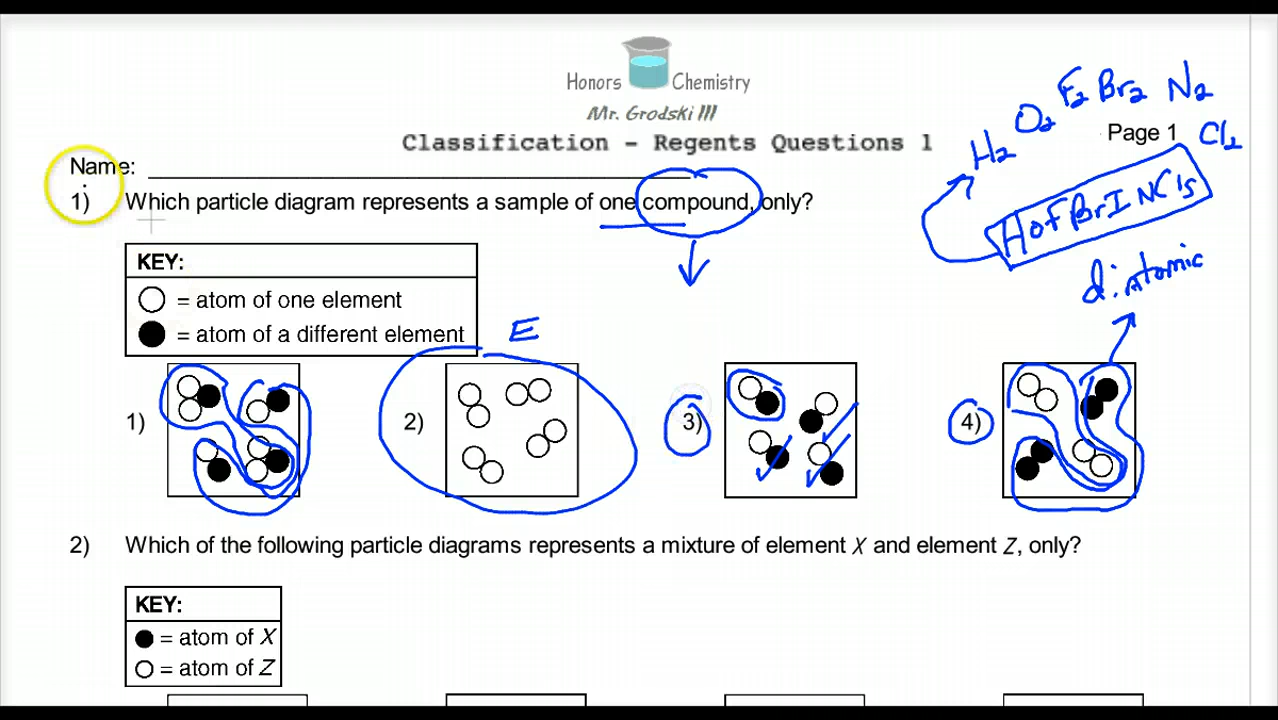 Honors Chemistry
Mr. Grodski III
Classification - Regents Questions 1
Page 1
H₂ O₂ F₂ Br₂ N₂ Cl₂
HOFBrINCls
diatomic
Name:
1) Which particle diagram represents a sample of one compound, only?
KEY:
= atom of one element
= atom of a different element
E
1) 2) 3) 4)
2) Which of the following particle diagrams represents a mixture of element X and element Z, only?
KEY:
= atom of X
= atom of Z